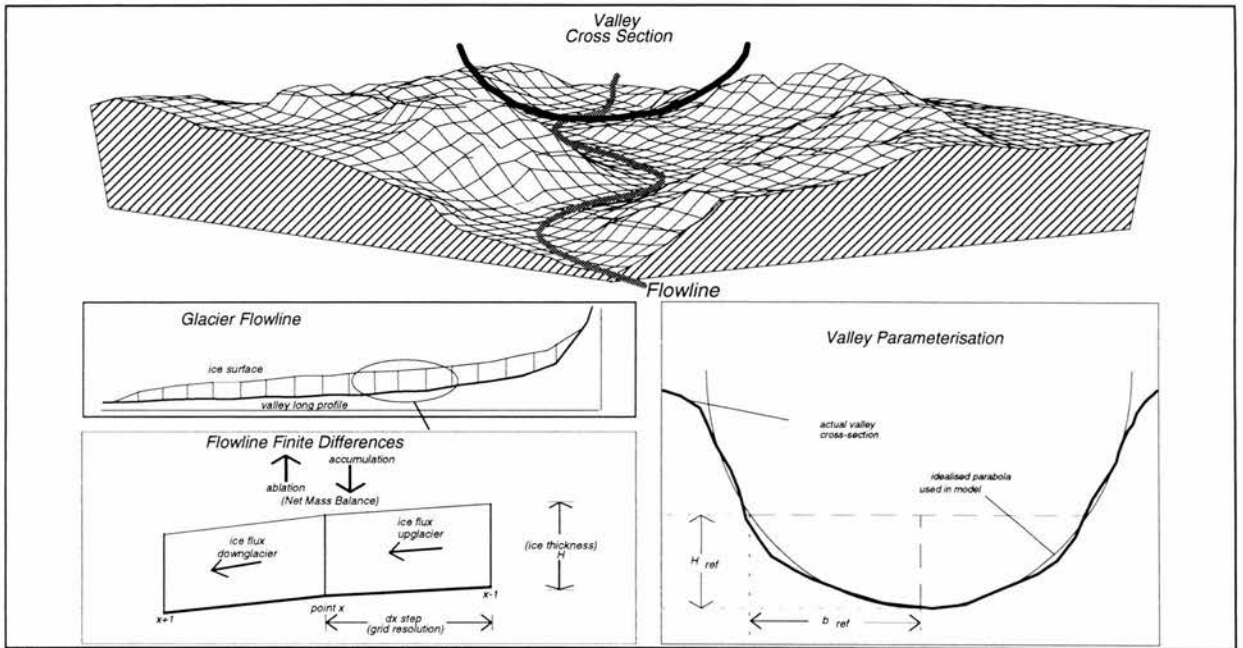 Valley
Cross Section
Flowline
Glacier Flowline
ice surface
valley long profile
Flowline Finite Differences
ablation
accumulation
(Net Mass Balance)
ice flux
downglacier
ice flux
upglacier
(ice thickness)
H
x+1
point x
x-1
dx step
(grid resolution)
Valley Parameterisation
actual valley
cross-section
idealised parabola
used in model
H ref
b ref